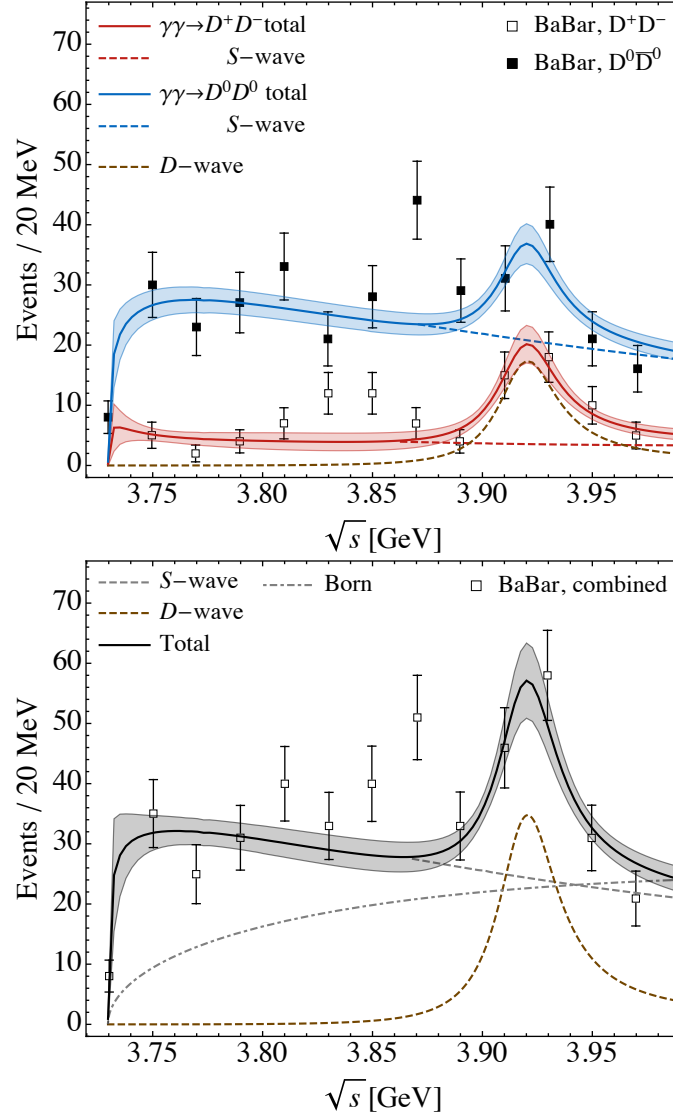 γγ→D⁺D⁻ total
S−wave
γγ→D⁰D⁰ total
S−wave
D−wave
BaBar, D⁺D⁻
BaBar, D⁰D̅⁰
Events / 20 MeV
70
60
50
40
30
20
10
0
3.75 3.80 3.85 3.90 3.95
√s [GeV]
S−wave
D−wave
Total
Born
BaBar, combined
Events / 20 MeV
70
60
50
40
30
20
10
0
3.75 3.80 3.85 3.90 3.95
√s [GeV]